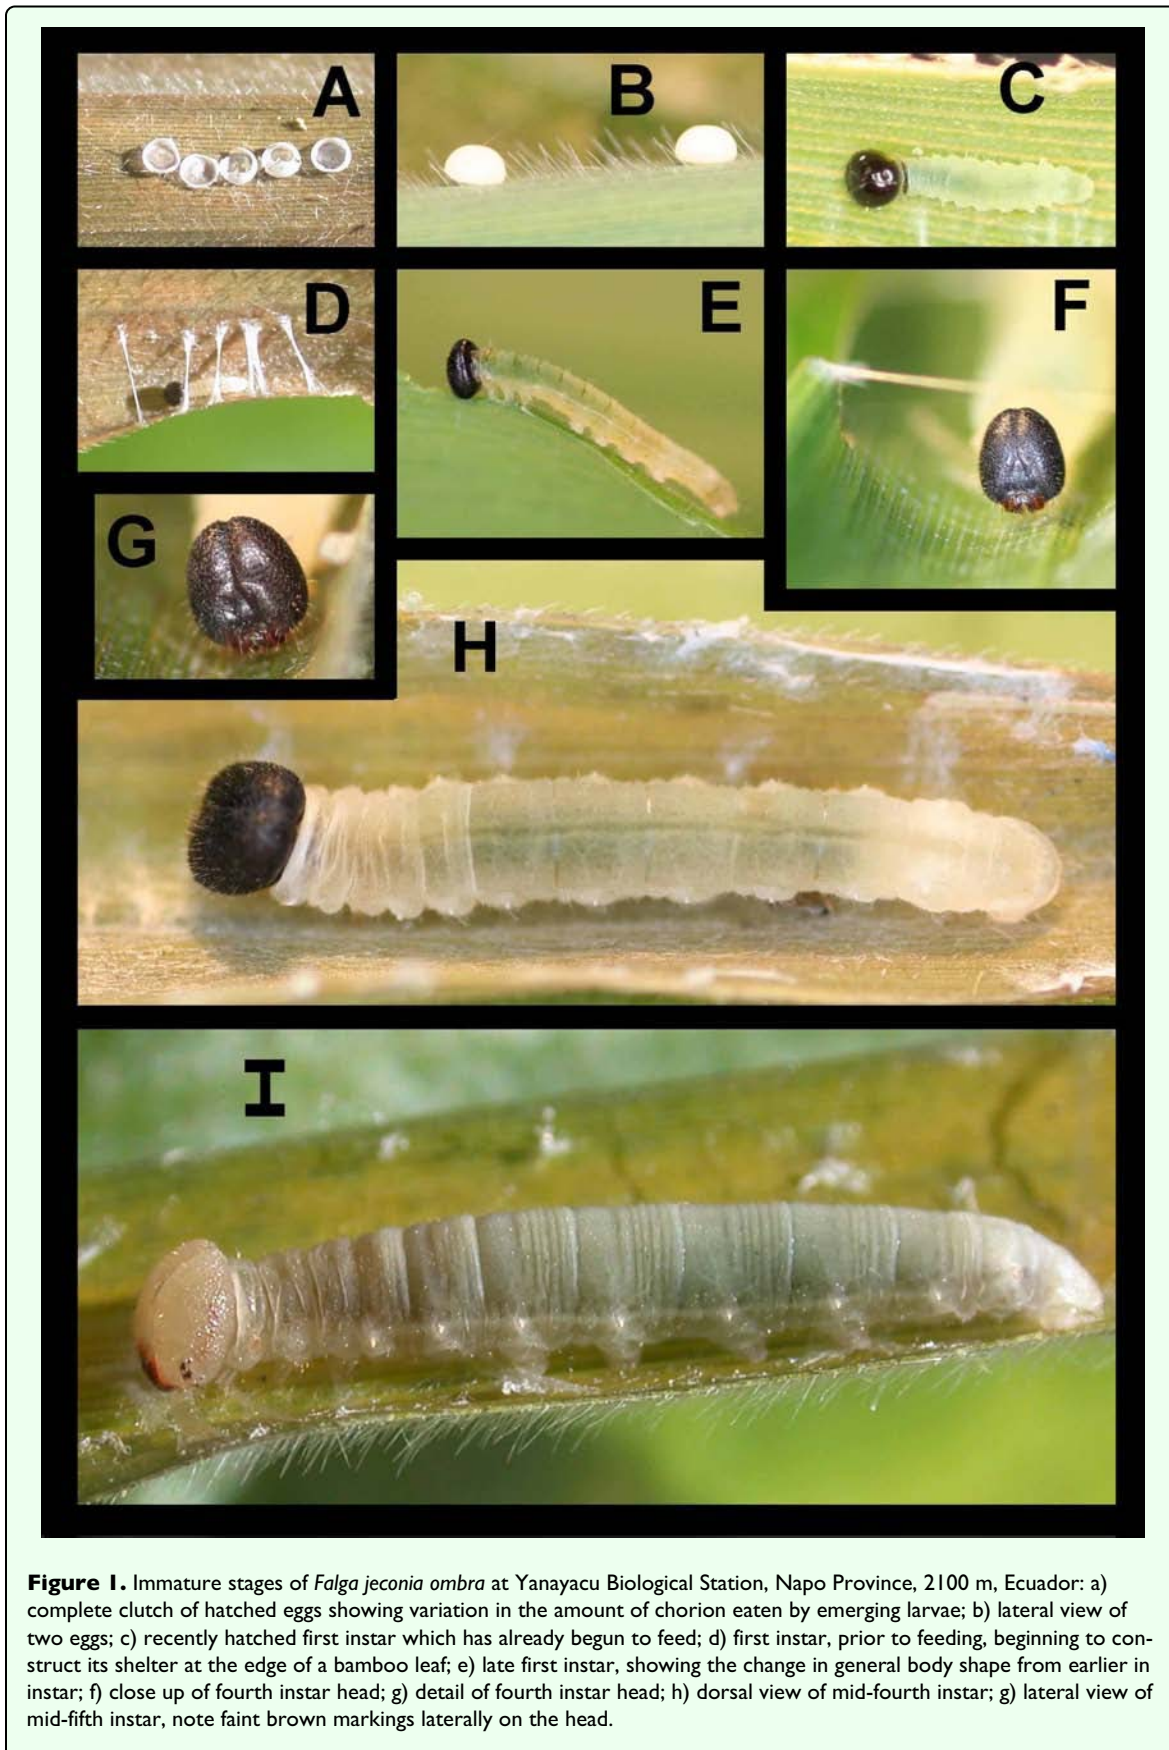 A
B
C
D
E
F
G
H
I
Figure 1. Immature stages of Falga jeconia ombra at Yanayacu Biological Station, Napo Province, 2100 m, Ecuador: a)
complete clutch of hatched eggs showing variation in the amount of chorion eaten by emerging larvae; b) lateral view of
two eggs; c) recently hatched first instar which has already begun to feed; d) first instar, prior to feeding, beginning to con-
struct its shelter at the edge of a bamboo leaf; e) late first instar, showing the change in general body shape from earlier in
instar; f) close up of fourth instar head; g) detail of fourth instar head; h) dorsal view of mid-fourth instar; g) lateral view of
mid-fifth instar, note faint brown markings laterally on the head.